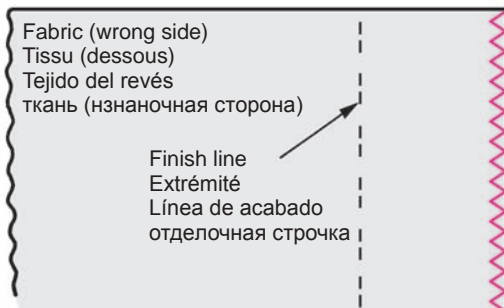 Fabric (wrong side)
Tissu (dessous)
Tejido del revés
ткань (нзнаночная сторона)
Finish line
Extrémité
Línea de acabado
отделочная строчка